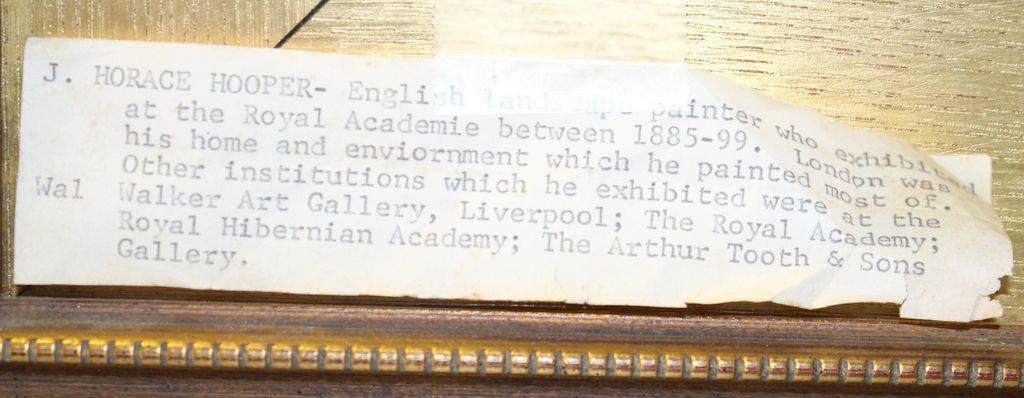 J. HORACE HOOPER- English landscape painter who exhibited
at the Royal Academie between 1885-99. London was
his home and enviornment which he painted most of.
Other institutions which he exhibited were at the
Wal Walker Art Gallery, Liverpool; The Royal Academy;
Royal Hibernian Academy; The Arthur Tooth & Sons
Gallery.